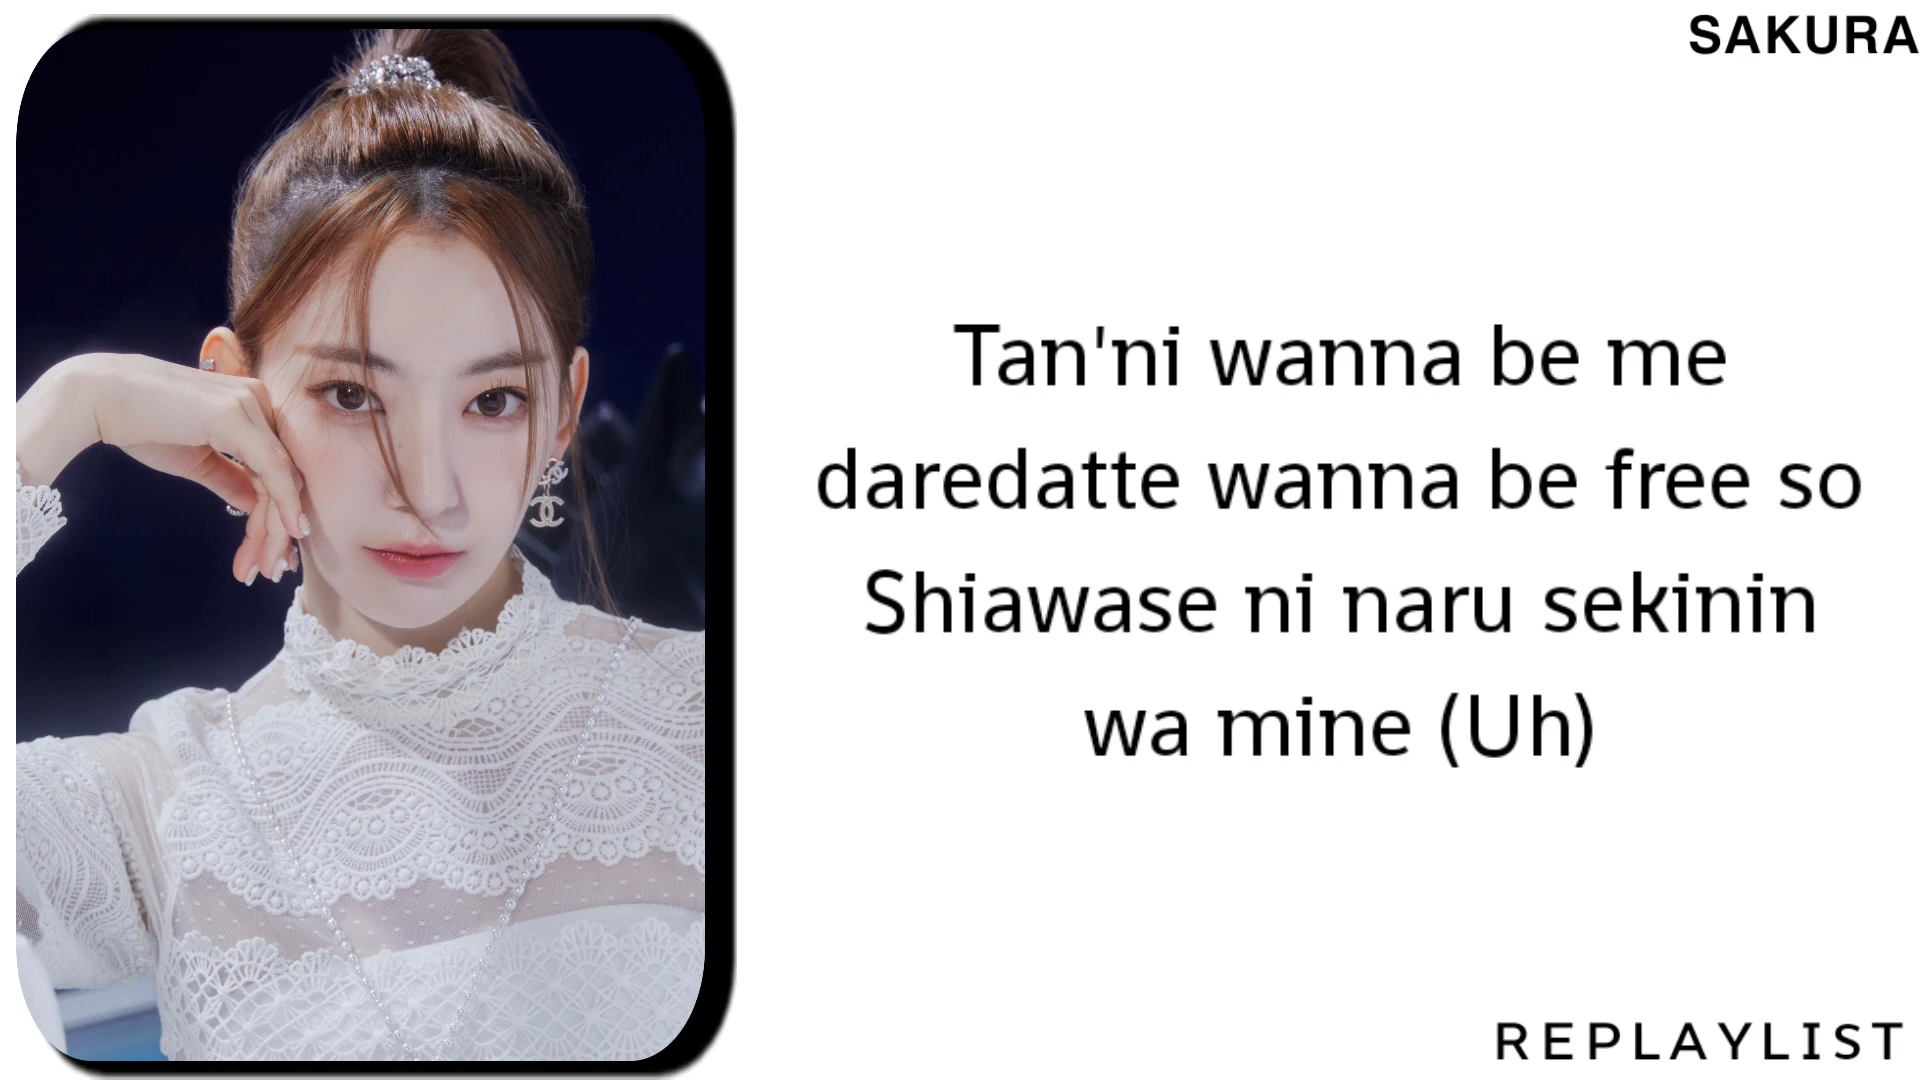 SAKURA
Tan'ni wanna be me
daredatte wanna be free so
Shiawase ni naru sekinin
wa mine (Uh)
REPLAYLIST